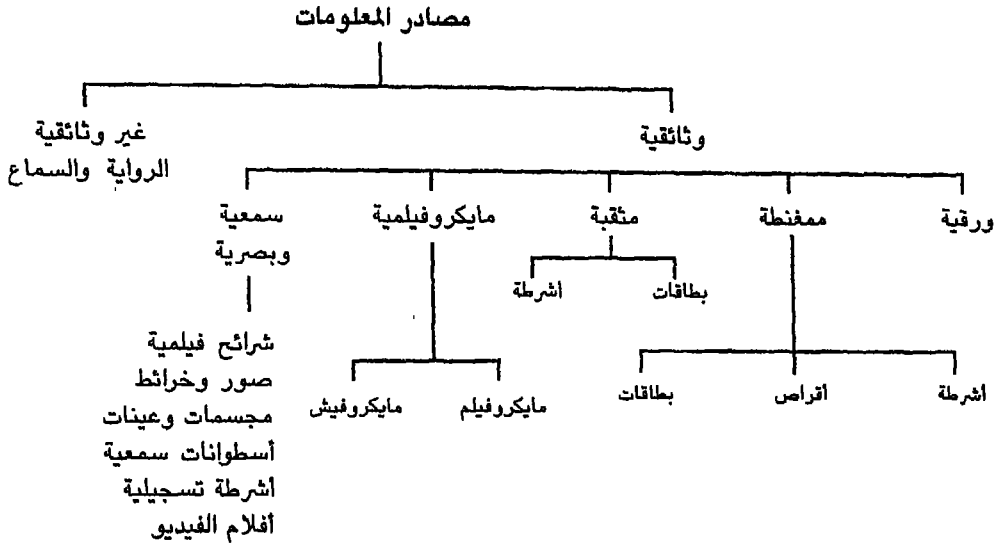 مصادر المعلومات
وثائقية
غير وثائقية
الرواية والسماع
ورقية
ممغنطة
مثقبة
مايكروفيلمية
سمعية
وبصرية
بطاقات
أشرطة
أشرطة
أقراص
بطاقات
مايكروفيلم
مايكروفيش
شرائح فيلمية
صور وخرائط
مجسمات وعينات
أسطوانات سمعية
أشرطة تسجيلية
أفلام الفيديو